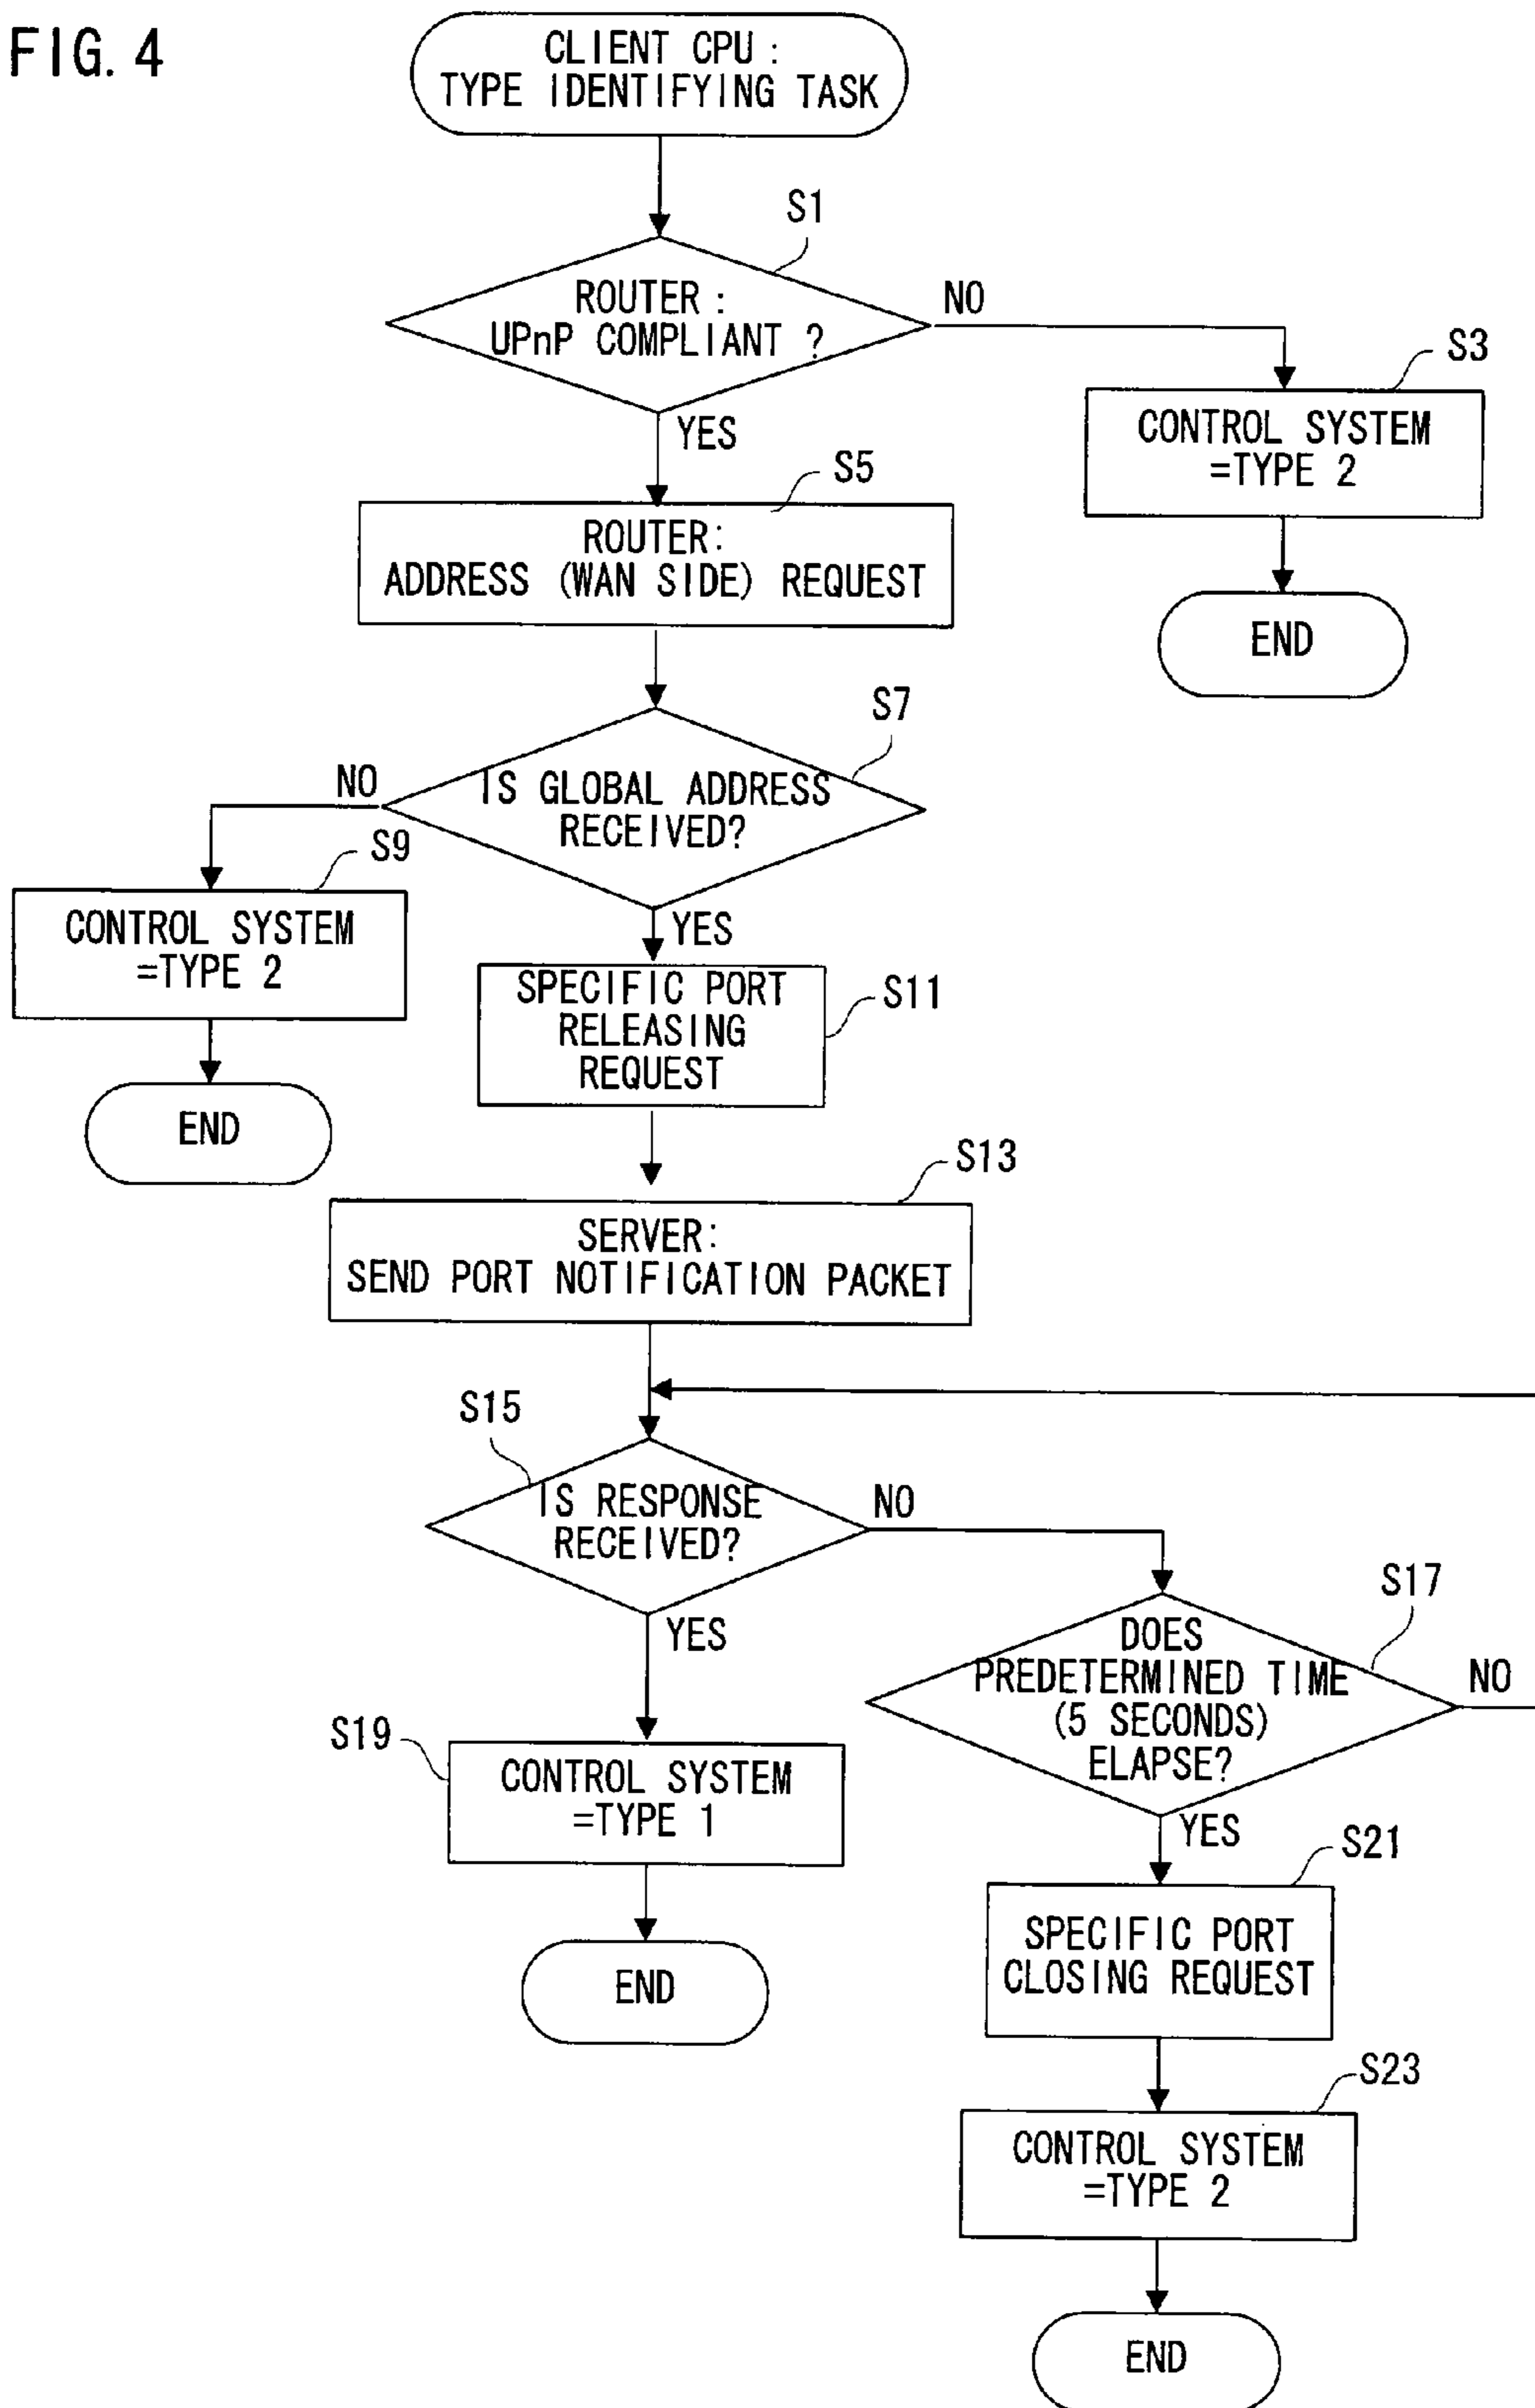 FIG. 4
CLIENT CPU :
TYPE IDENTIFYING TASK
S1
ROUTER :
UPnP COMPLIANT ?
NO
S3
CONTROL SYSTEM
=TYPE 2
END
YES
S5
ROUTER:
ADDRESS (WAN SIDE) REQUEST
S7
IS GLOBAL ADDRESS
RECEIVED?
NO
S9
CONTROL SYSTEM
=TYPE 2
END
YES
SPECIFIC PORT
RELEASING
REQUEST
S11
S13
SERVER:
SEND PORT NOTIFICATION PACKET
S15
IS RESPONSE
RECEIVED?
NO
S17
DOES
PREDETERMINED TIME
(5 SECONDS)
ELAPSE?
NO
YES
S19
CONTROL SYSTEM
=TYPE 1
END
YES
S21
SPECIFIC PORT
CLOSING REQUEST
S23
CONTROL SYSTEM
=TYPE 2
END